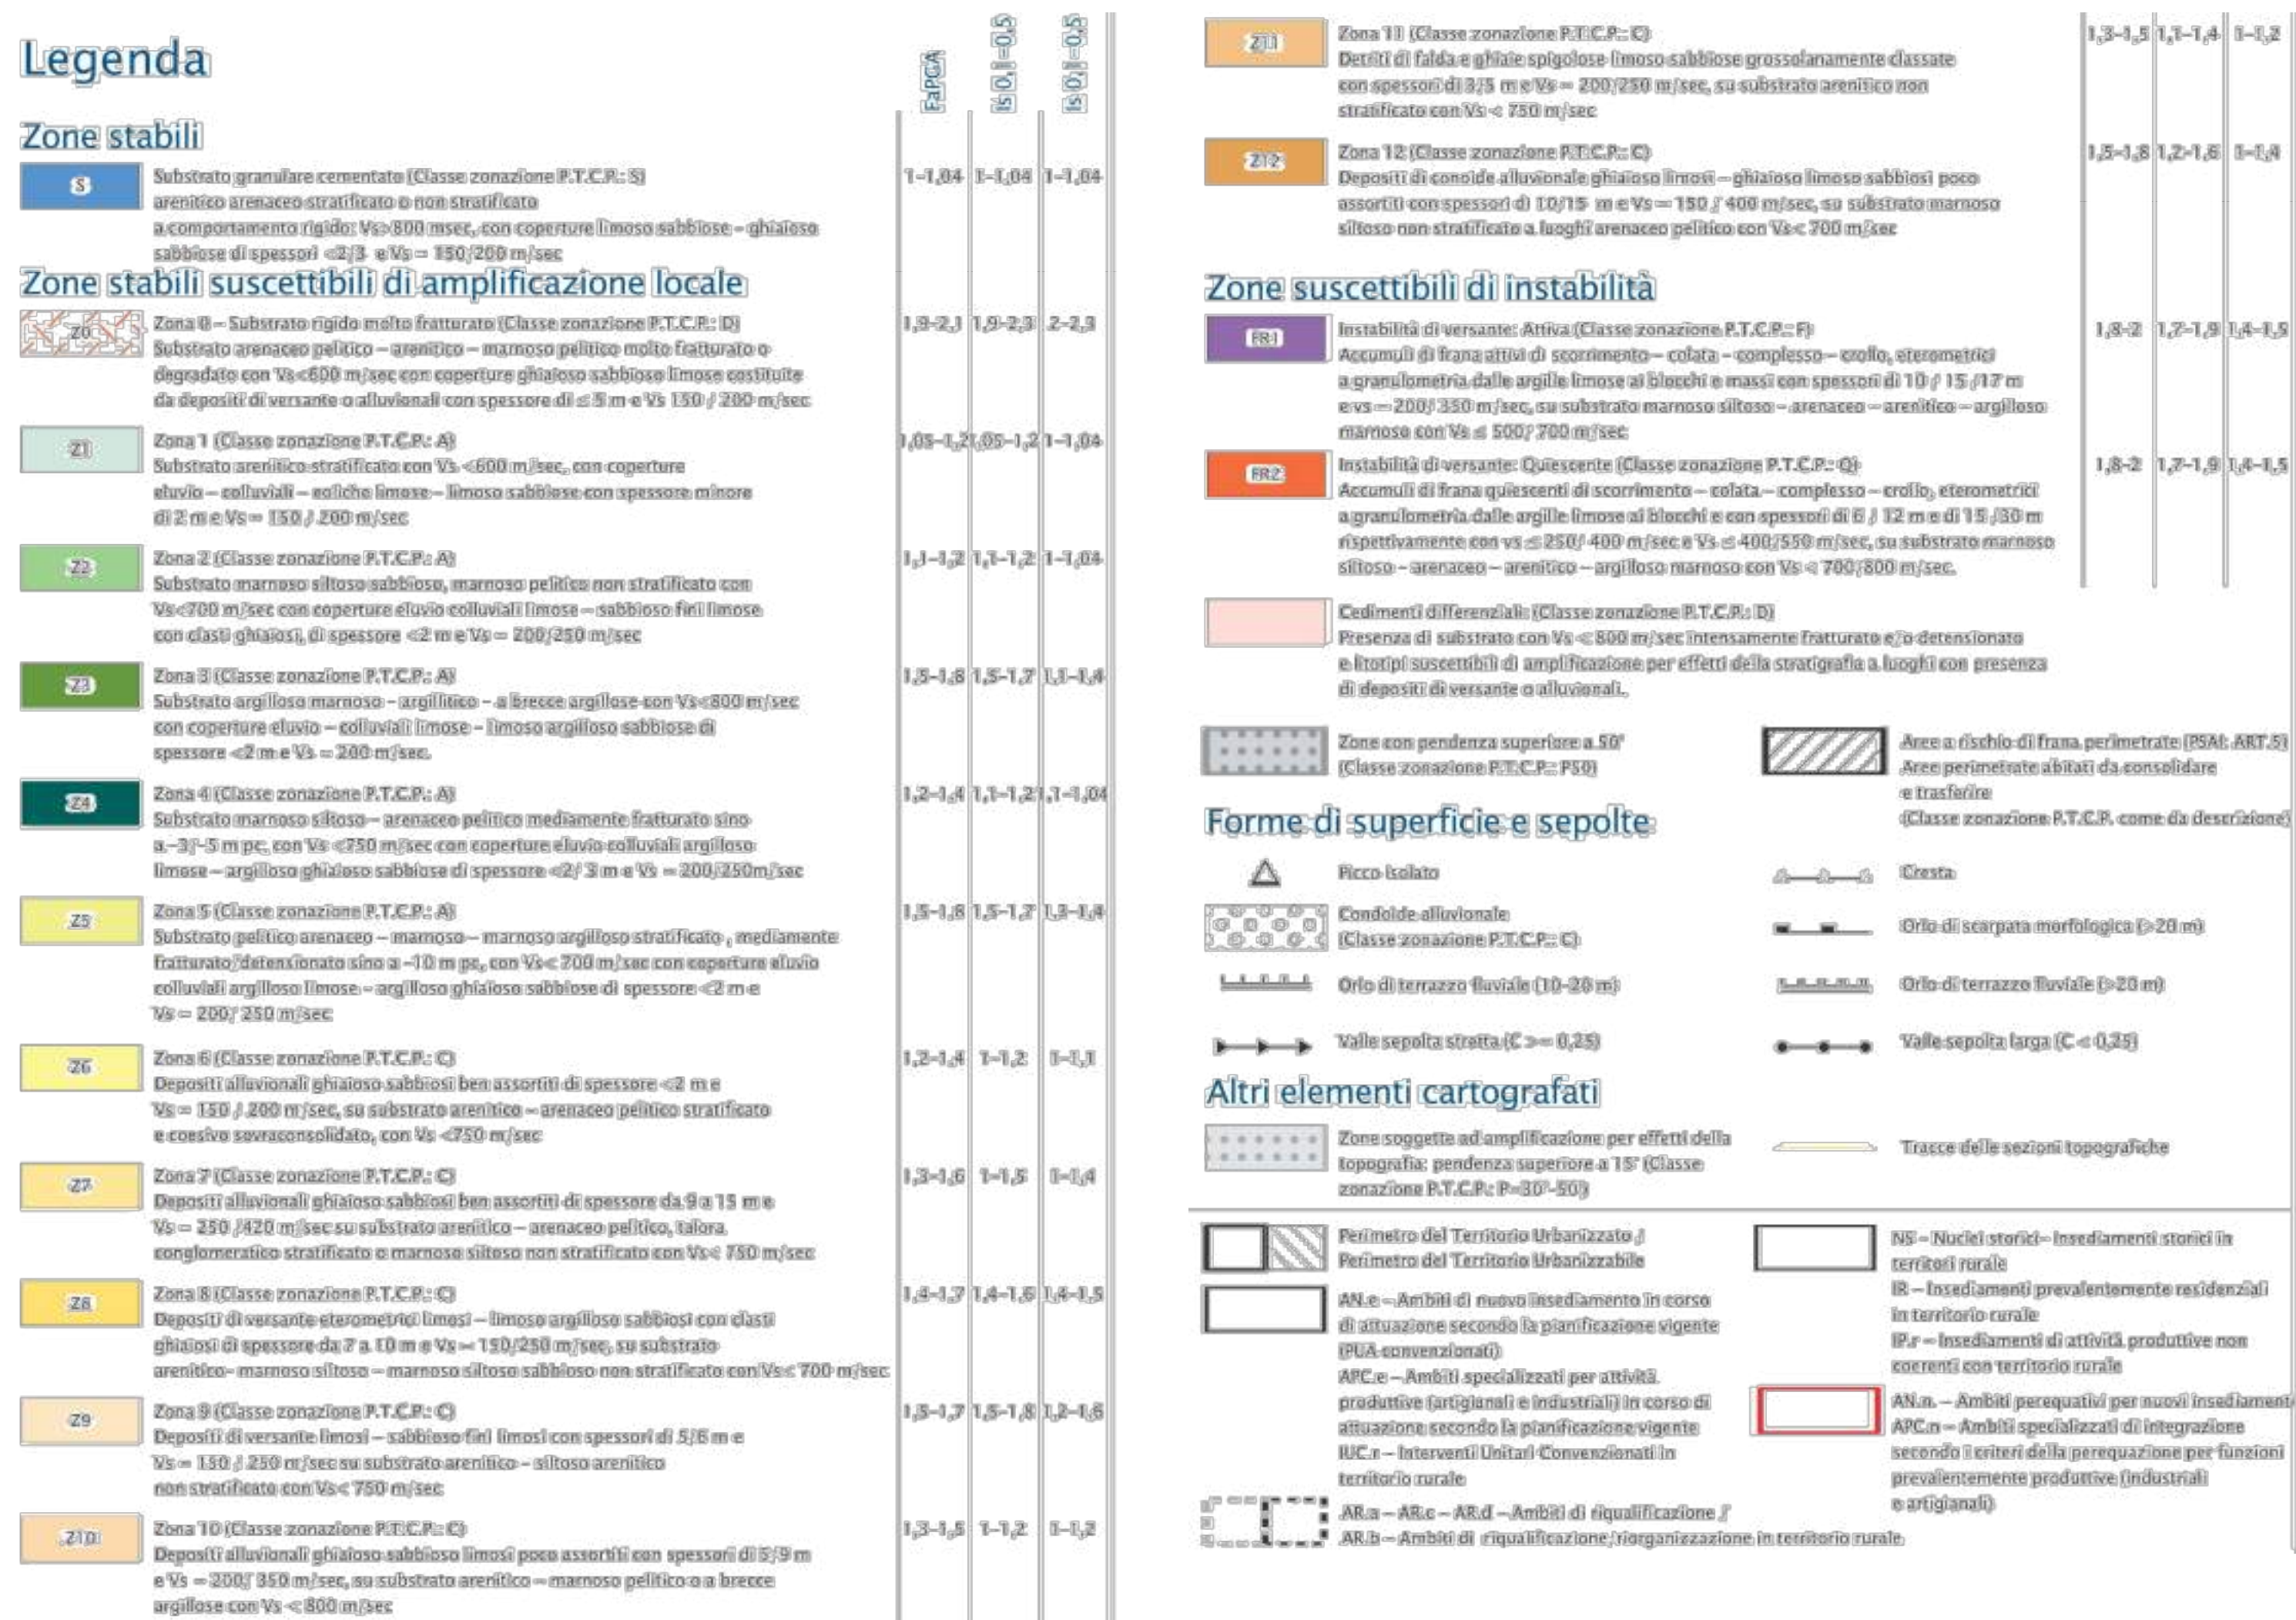 Legenda
FaPGA
Is 0,1=0,5
Is 0,1=0,5
Zone stabili
S
Substrato granulare cementato (Classe zonazione P.T.C.P.: S)
1-1,04 1-1,04 1-1,04
arenitico arenaceo stratificato o non stratificato
a comportamento rigido: Vs>800 msec, con coperture limoso sabbiose - ghiaioso
sabbiose di spessori <2/3 e Vs = 150/200 m/sec
Zone stabili suscettibili di amplificazione locale
Z0
Zona 0 - Substrato rigido molto fratturato (Classe zonazione P.T.C.P.: D)
1,9-2,1 1,9-2,3 2-2,3
Substrato arenaceo pelitico - arenitico - marnoso pelitico molto fratturato o
degradato con Vs<600 m/sec con coperture ghiaioso sabbioso limose costituite
da depositi di versante o alluvionali con spessore di ≤ 5 m e Vs 150 / 200 m/sec
Z1
Zona 1 (Classe zonazione P.T.C.P.: A)
1,05-1,2 1,05-1,2 1-1,04
Substrato arenitico stratificato con Vs <600 m/sec, con coperture
eluvio - colluviali - eoliche limose - limoso sabbiose con spessore minore
di 2 m e Vs = 150 / 200 m/sec
Z2
Zona 2 (Classe zonazione P.T.C.P.: A)
1,1-1,2 1,1-1,2 1-1,04
Substrato marnoso siltoso sabbioso, marnoso pelitico non stratificato con
Vs<700 m/sec con coperture eluvio colluviali limose - sabbioso fini limose
con clasti ghiaiosi, di spessore <2 m e Vs = 200/250 m/sec
Z3
Zona 3 (Classe zonazione P.T.C.P.: A)
1,5-1,8 1,5-1,7 1,1-1,4
Substrato argilloso marnoso - argillitico - a brecce argillose con Vs<800 m/sec
con coperture eluvio - colluviali limose - limoso argilloso sabbiose di
spessore <2 m e Vs = 200 m/sec.
Z4
Zona 4 (Classe zonazione P.T.C.P.: A)
1,2-1,4 1,1-1,2 1,1-1,04
Substrato marnoso siltoso - arenaceo pelitico mediamente fratturato sino
a -3/-5 m pc, con Vs <750 m/sec con coperture eluvio colluviali argilloso
limose - argilloso ghiaioso sabbiose di spessore <2/ 3 m e Vs = 200/250m/sec
Z5
Zona 5 (Classe zonazione P.T.C.P.: A)
1,5-1,8 1,5-1,7 1,3-1,4
Substrato pelitico arenaceo - marnoso - marnoso argilloso stratificato , mediamente
fratturato/detensionato sino a -10 m pc, con Vs< 700 m/sec con coperture eluvio
colluviali argilloso limose - argilloso ghiaioso sabbiose di spessore <2 m e
Vs = 200/ 250 m/sec
Z6
Zona 6 (Classe zonazione P.T.C.P.: C)
1,2-1,4 1-1,2 1-1,1
Depositi alluvionali ghiaioso sabbiosi ben assortiti di spessore <2 m e
Vs = 150 / 200 m/sec, su substrato arenitico - arenaceo pelitico stratificato
e coesivo sovraconsolidato, con Vs <750 m/sec
Z7
Zona 7 (Classe zonazione P.T.C.P.: C)
1,3-1,6 1-1,5 1-1,4
Depositi alluvionali ghiaioso sabbiosi ben assortiti di spessore da 9 a 15 m e
Vs = 250 /420 m/sec su substrato arenitico - arenaceo pelitico, talora
conglomeratico stratificato o marnoso siltoso non stratificato con Vs< 750 m/sec
Z8
Zona 8 (Classe zonazione P.T.C.P.: C)
1,4-1,7 1,4-1,6 1,4-1,5
Depositi di versante eterometrici limosi - limoso argilloso sabbiosi con clasti
ghiaiosi di spessore da 7 a 10 m e Vs = 150/250 m/sec, su substrato
arenitico- marnoso siltoso - marnoso siltoso sabbioso non stratificato con Vs< 700 m/sec
Z9
Zona 9 (Classe zonazione P.T.C.P.: C)
1,5-1,7 1,5-1,8 1,2-1,6
Depositi di versante limosi - sabbioso fini limosi con spessori di 5/6 m e
Vs = 150 / 250 m/sec su substrato arenitico - siltoso arenitico
non stratificato con Vs< 750 m/sec
Z10
Zona 10 (Classe zonazione P.T.C.P.: C)
1,3-1,5 1-1,2 1-1,2
Depositi alluvionali ghiaioso sabbioso limosi poco assortiti con spessori di 5/9 m
e Vs = 200/ 350 m/sec, su substrato arenitico - marnoso pelitico o a brecce
argillose con Vs < 800 m/sec
Z11
Zona 11 (Classe zonazione P.T.C.P.: C)
1,3-1,5 1,1-1,4 1-1,2
Detriti di falda e ghiaie spigolose limoso sabbiose grossolanamente classate
con spessori di 3/5 m e Vs = 200/250 m/sec, su substrato arenitico non
stratificato con Vs < 750 m/sec
Z12
Zona 12 (Classe zonazione P.T.C.P.: C)
1,5-1,8 1,2-1,6 1-1,4
Depositi di conoide alluvionale ghiaioso limosi - ghiaioso limoso sabbiosi poco
assortiti con spessori di 10/15 m e Vs = 150 / 400 m/sec, su substrato marnoso
siltoso non stratificato a luoghi arenaceo pelitico con Vs< 700 m/sec
Zone suscettibili di instabilità
FR1
Instabilità di versante: Attiva (Classe zonazione P.T.C.P.: F)
1,8-2 1,7-1,9 1,4-1,5
Accumuli di frana attivi di scorrimento - colata - complesso - crollo, eterometrici
a granulometria dalle argille limose ai blocchi e massi con spessori di 10 / 15 /17 m
e vs = 200/ 350 m/sec, su substrato marnoso siltoso - arenaceo - arenitico - argilloso
marnoso con Vs ≤ 500/ 700 m/sec
FR2
Instabilità di versante: Quiescente (Classe zonazione P.T.C.P.: Q)
1,8-2 1,7-1,9 1,4-1,5
Accumuli di frana quiescenti di scorrimento - colata - complesso - crollo, eterometrici
a granulometria dalle argille limose ai blocchi e con spessori di 6 / 12 m e di 15 /30 m
rispettivamente con vs ≤ 250/ 400 m/sec e Vs ≤ 400/550 m/sec, su substrato marnoso
siltoso - arenaceo - arenitico - argilloso marnoso con Vs < 700/800 m/sec.
Cedimenti differenziali: (Classe zonazione P.T.C.P.: D)
Presenza di substrato con Vs < 800 m/sec intensamente fratturato e/o detensionato
e litotipi suscettibili di amplificazione per effetti della stratigrafia a luoghi con presenza
di depositi di versante o alluvionali.
Zone con pendenza superiore a 50°
(Classe zonazione P.T.C.P.: P50)
Aree a rischio di frana perimetrate (PSAI: ART.5)
Aree perimetrate abitati da consolidare
e trasferire
(Classe zonazione P.T.C.P. come da descrizione)
Forme di superficie e sepolte
Picco Isolato
Cresta
Condoide alluvionale
(Classe zonazione P.T.C.P.: C)
Orlo di scarpata morfologica (>20 m)
Orlo di terrazzo fluviale (10-20 m)
Orlo di terrazzo fluviale (>20 m)
Valle sepolta stretta (C >= 0,25)
Valle sepolta larga (C < 0,25)
Altri elementi cartografati
Zone soggette ad amplificazione per effetti della
topografia: pendenza superiore a 15° (Classe
zonazione P.T.C.P.: P=30°-50°)
Tracce delle sezioni topografiche
Perimetro del Territorio Urbanizzato /
Perimetro del Territorio Urbanizzabile
AN.e - Ambiti di nuovo insediamento in corso
di attuazione secondo la pianificazione vigente
(PUA convenzionati)
APC.e - Ambiti specializzati per attività
produttive (artigianali e industriali) in corso di
attuazione secondo la pianificazione vigente
IUC.r - Interventi Unitari Convenzionati in
territorio rurale
NS - Nuclei storici- Insediamenti storici in
territori rurale
IR - Insediamenti prevalentemente residenziali
in territorio rurale
IP.r - Insediamenti di attività produttive non
coerenti con territorio rurale
AN.n. - Ambiti perequativi per nuovi insediament
APC.n - Ambiti specializzati di integrazione
secondo i criteri della perequazione per funzioni
prevalentemente produttive (industriali
e artigianali)
AR.a - AR.c - AR.d - Ambiti di riqualificazione /
AR.b - Ambiti di riqualificazione/riorganizzazione in territorio rurale